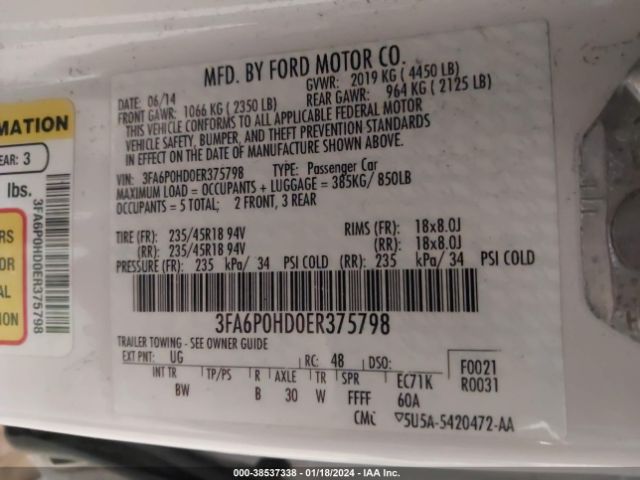 MFD. BY FORD MOTOR CO.
DATE: 06/14 GVWR: 2019 KG ( 4450 LB)
FRONT GAWR: 1066 KG ( 2350 LB) REAR GAWR: 964 KG ( 2125 LB)
THIS VEHICLE CONFORMS TO ALL APPLICABLE FEDERAL MOTOR
VEHICLE SAFETY, BUMPER, AND THEFT PREVENTION STANDARDS
IN EFFECT ON THE DATE OF MANUFACTURE SHOWN ABOVE.
VIN: 3FA6P0HD0ER375798 TYPE: Passenger Car
MAXIMUM LOAD = OCCUPANTS + LUGGAGE = 385KG/ 850LB
OCCUPANTS = 5 TOTAL; 2 FRONT, 3 REAR
TIRE (FR): 235/45R18 94V RIMS (FR): 18x8.0J
(RR): 235/45R18 94V (RR): 18x8.0J
PRESSURE (FR): 235 kPa/ 34 PSI COLD (RR): 235 kPa/ 34 PSI COLD
3FA6P0HD0ER375798
TRAILER TOWING - SEE OWNER GUIDE
EXT PNT: UG RC: 48 DSO: F0021
INT TR TP/PS R AXLE TR SPR EC71K R0031
BW B 30 W FFFF 60A
CMC 5U5A-5420472-AA
MATION
EAR: 3
lbs.
3FA6P0HD0ER375798
RS
OR
AL
ION
000-38537338 - 01/18/2024 - IAA Inc.